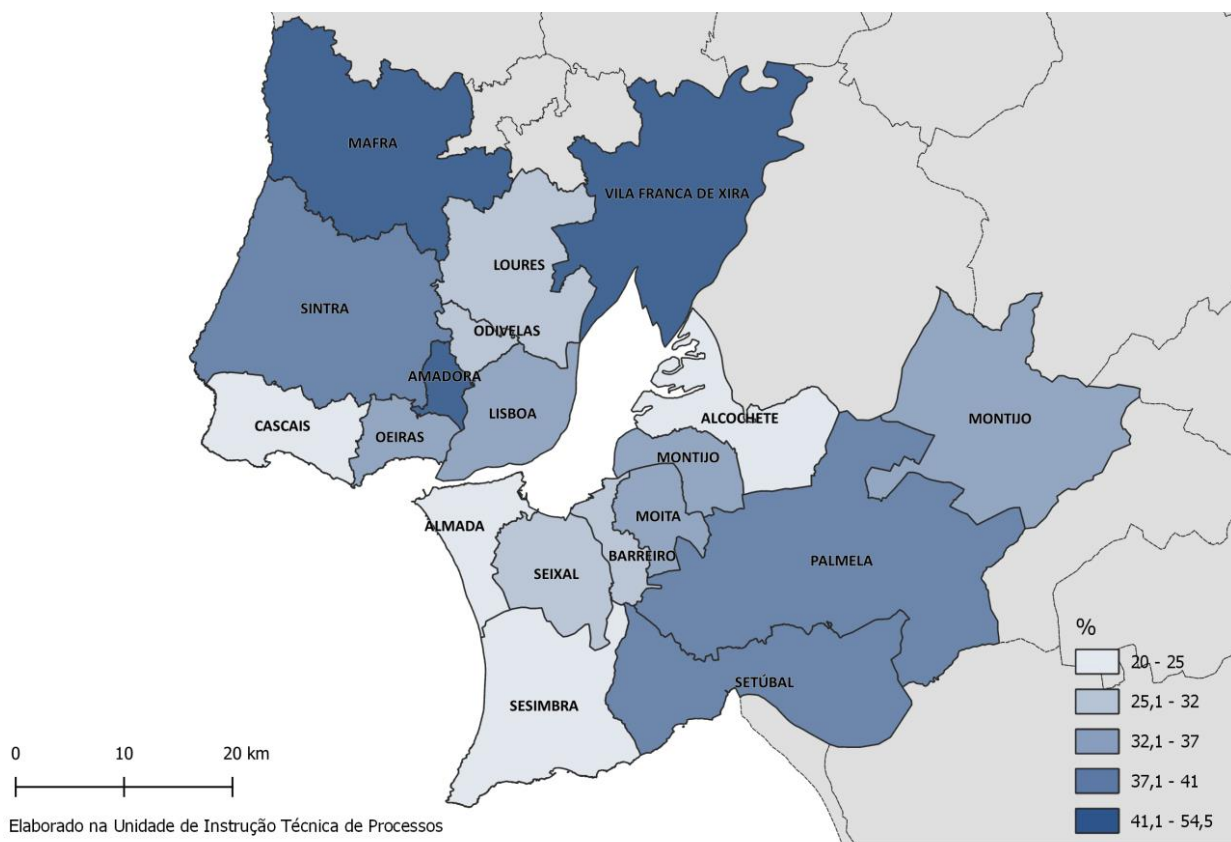 MAFRA
VILA FRANCA DE XIRA
LOURES
SINTRA
ODIVELAS
AMADORA
LISBOA
CASCAIS
OEIRAS
ALCOCHETE
MONTIJO
MONTIJO
MOITA
ALMADA
BARREIRO
SEIXAL
PALMELA
SETÚBAL
SESIMBRA
%
20 - 25
25,1 - 32
32,1 - 37
37,1 - 41
41,1 - 54,5
0 10 20 km
Elaborado na Unidade de Instrução Técnica de Processos